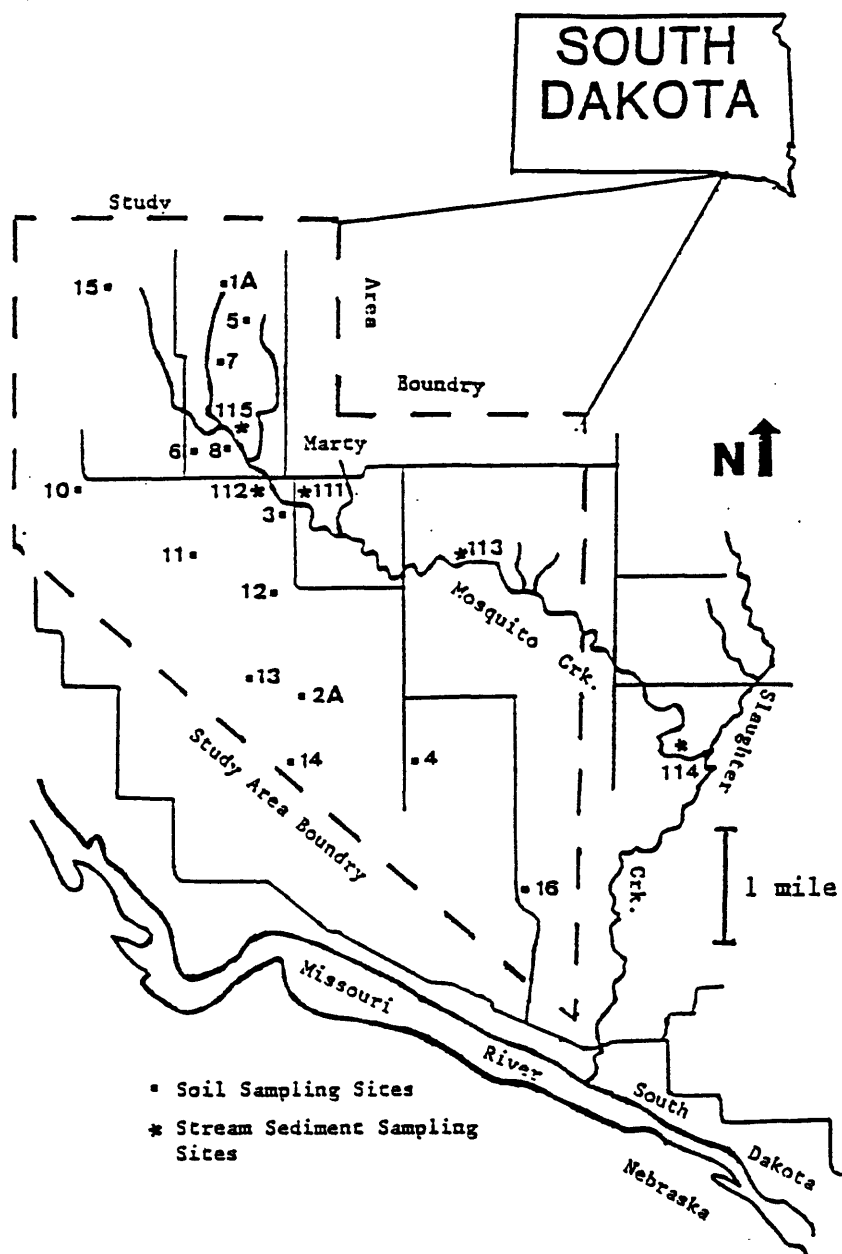 SOUTH
DAKOTA
Study
Area
Boundry
15
1A
5
7
115
6
8
Marty
N
10
112
111
3
11
113
12
Mosquito Crk.
13
2A
Slaughter
Crk.
114
14
4
Study Area Boundry
16
1 mile
Missouri
River
South
Dakota
Nebraska
Soil Sampling Sites
* Stream Sediment Sampling
Sites